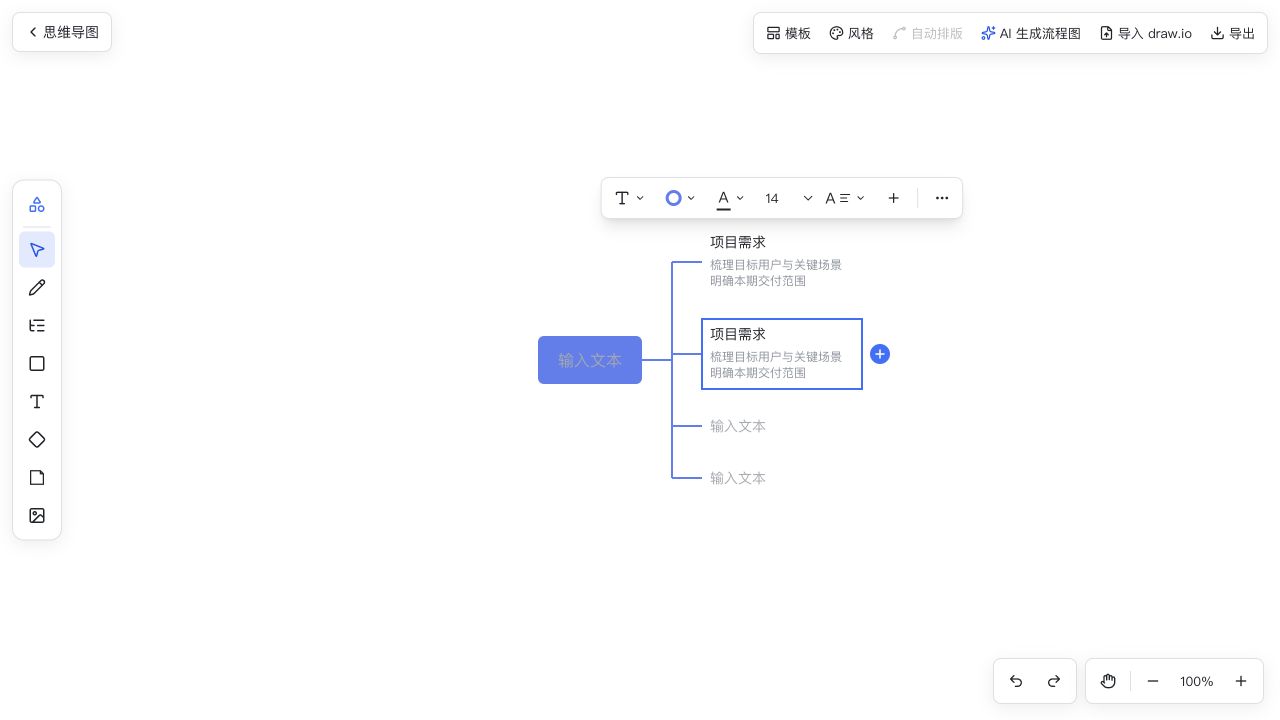 思维导图
模板 风格 自动排版 AI 生成流程图 导入 draw.io 导出
T A 14 A
项目需求
梳理目标用户与关键场景
明确本期交付范围
项目需求
梳理目标用户与关键场景
明确本期交付范围
输入文本
输入文本
输入文本
T
100%